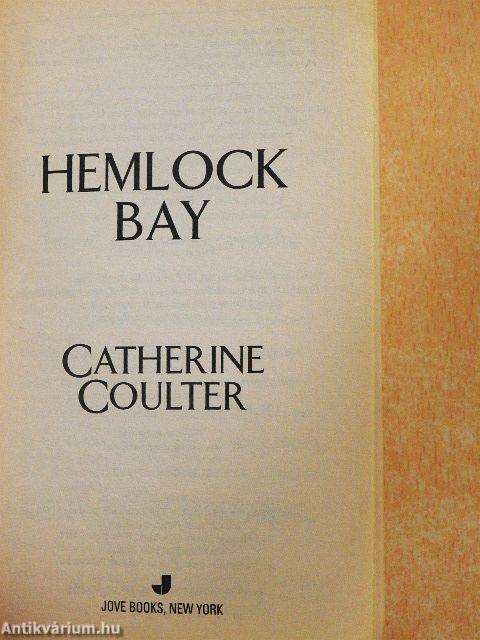 HEMLOCK
BAY
CATHERINE
COULTER
J
JOVE BOOKS, NEW YORK
Antikvárium.hu